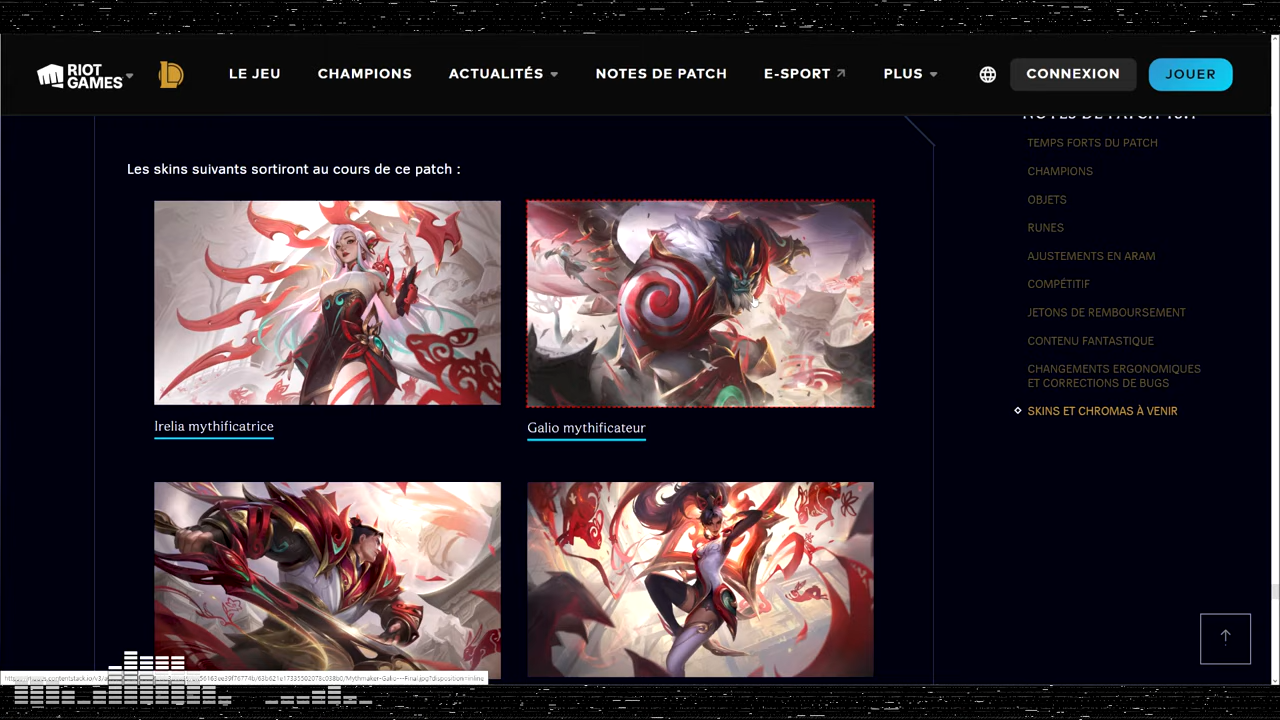 RIOT
GAMES
LE JEU
CHAMPIONS
ACTUALITÉS
NOTES DE PATCH
E-SPORT
PLUS
CONNEXION
JOUER
Les skins suivants sortiront au cours de ce patch :
Irelia mythificatrice
Galio mythificateur
TEMPS FORTS DU PATCH
CHAMPIONS
OBJETS
RUNES
AJUSTEMENTS EN ARAM
COMPÉTITIF
JETONS DE REMBOURSEMENT
CONTENU FANTASTIQUE
CHANGEMENTS ERGONOMIQUES
ET CORRECTIONS DE BUGS
SKINS ET CHROMAS À VENIR